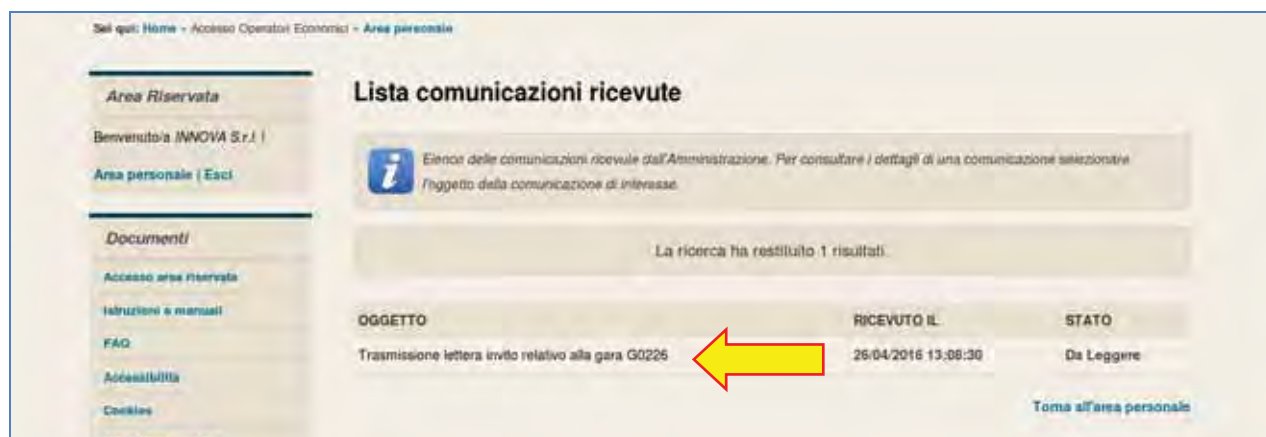 Sei qui: Home » Accesso Operatori Economici » Area personale
Area Riservata
Benvenuto/a INNOVA S.r.l. !
Area personale | Esci
Documenti
Accesso area riservata
Istruzioni e manuali
FAQ
Accessibilità
Cookies
Lista comunicazioni ricevute
Elenco delle comunicazioni ricevute dall'Amministrazione. Per consultare i dettagli di una comunicazione selezionare
l'oggetto della comunicazione di interesse.
La ricerca ha restituito 1 risultati.
OGGETTO RICEVUTO IL STATO
Trasmissione lettera invito relativo alla gara G0226 26/04/2016 13:08:30 Da Leggere
Torna all'area personale